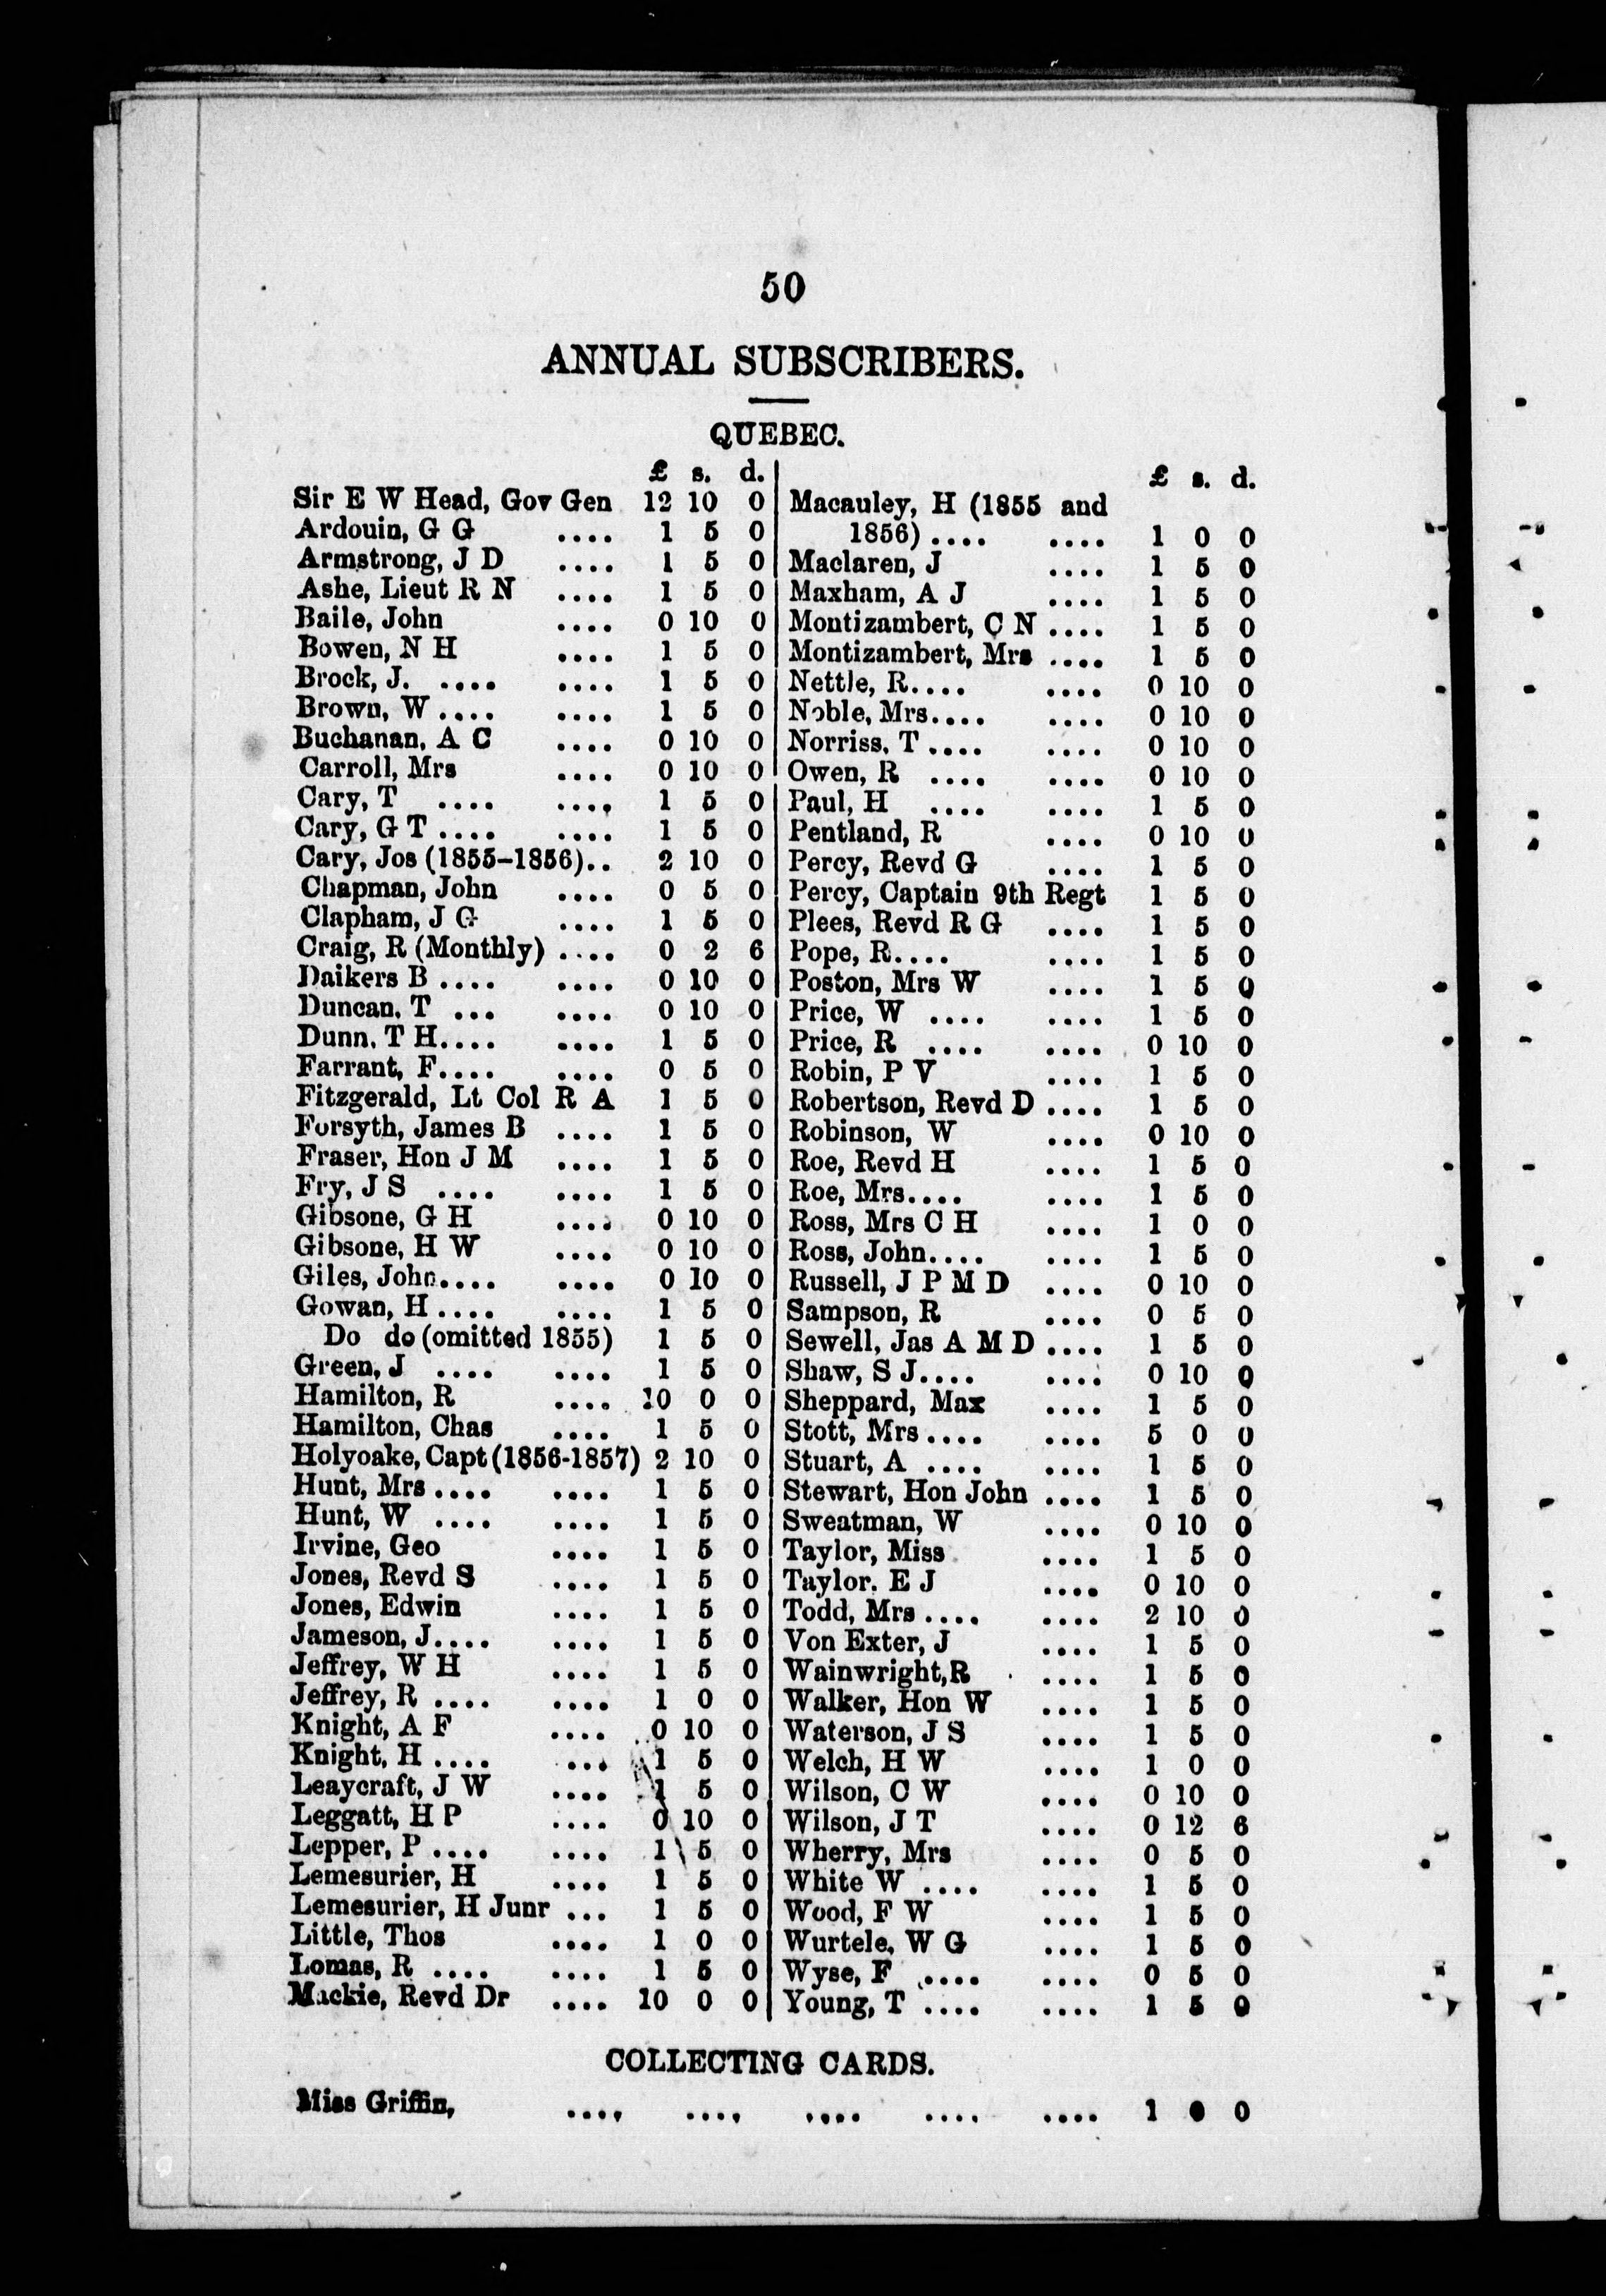 50
ANNUAL SUBSCRIBERS.
QUEBEC.
£ s. d.
Sir E W Head, Gov Gen 12 10 0
Ardouin, G G .... 1 5 0
Armstrong, J D .... 1 5 0
Ashe, Lieut R N .... 1 5 0
Baile, John .... 0 10 0
Bowen, N H .... 1 5 0
Brock, J. .... .... 1 5 0
Brown, W .... .... 1 5 0
Buchanan, A C .... 0 10 0
Carroll, Mrs .... 0 10 0
Cary, T .... .... 1 5 0
Cary, G T .... .... 1 5 0
Cary, Jos (1855-1856).. 2 10 0
Chapman, John .... 0 5 0
Clapham, J G .... 1 5 0
Craig, R (Monthly) .... 0 2 6
Daikers B .... .... 0 10 0
Duncan, T ... .... 0 10 0
Dunn, T H.... .... 1 5 0
Farrant, F.... .... 0 5 0
Fitzgerald, Lt Col R A 1 5 0
Forsyth, James B .... 1 5 0
Fraser, Hon J M .... 1 5 0
Fry, J S .... .... 1 5 0
Gibsone, G H .... 0 10 0
Gibsone, H W .... 0 10 0
Giles, John.... .... 0 10 0
Gowan, H .... .... 1 5 0
Do do (omitted 1855) 1 5 0
Green, J .... .... 1 5 0
Hamilton, R .... 10 0 0
Hamilton, Chas .... 1 5 0
Holyoake, Capt (1856-1857) 2 10 0
Hunt, Mrs .... .... 1 5 0
Hunt, W .... .... 1 5 0
Irvine, Geo .... 1 5 0
Jones, Revd S .... 1 5 0
Jones, Edwin .... 1 5 0
Jameson, J.... .... 1 5 0
Jeffrey, W H .... 1 5 0
Jeffrey, R .... .... 1 0 0
Knight, A F .... 0 10 0
Knight, H .... .... 1 5 0
Leaycraft, J W .... 1 5 0
Leggatt, H P .... 0 10 0
Lepper, P .... .... 1 5 0
Lemesurier, H .... 1 5 0
Lemesurier, H Junr ... 1 5 0
Little, Thos .... 1 0 0
Lomas, R .... .... 1 5 0
Mackie, Revd Dr .... 10 0 0
£ s. d.
Macauley, H (1855 and
1856) .... .... 1 0 0
Maclaren, J .... 1 5 0
Maxham, A J .... 1 5 0
Montizambert, C N .... 1 5 0
Montizambert, Mrs .... 1 5 0
Nettle, R.... .... 0 10 0
Noble, Mrs.... .... 0 10 0
Norriss, T .... .... 0 10 0
Owen, R .... .... 0 10 0
Paul, H .... .... 1 5 0
Pentland, R .... 0 10 0
Percy, Revd G .... 1 5 0
Percy, Captain 9th Regt 1 5 0
Plees, Revd R G .... 1 5 0
Pope, R.... .... 1 5 0
Poston, Mrs W .... 1 5 0
Price, W .... .... 1 5 0
Price, R .... .... 0 10 0
Robin, P V .... 1 5 0
Robertson, Revd D .... 1 5 0
Robinson, W .... 0 10 0
Roe, Revd H .... 1 5 0
Roe, Mrs.... .... 1 5 0
Ross, Mrs C H .... 1 0 0
Ross, John.... .... 1 5 0
Russell, J P M D .... 0 10 0
Sampson, R .... 0 5 0
Sewell, Jas A M D .... 1 5 0
Shaw, S J.... .... 0 10 0
Sheppard, Max .... 1 5 0
Stott, Mrs .... .... 5 0 0
Stuart, A .... .... 1 5 0
Stewart, Hon John .... 1 5 0
Sweatman, W .... 0 10 0
Taylor, Miss .... 1 5 0
Taylor, E J .... 0 10 0
Todd, Mrs .... .... 2 10 0
Von Exter, J .... 1 5 0
Wainwright,R .... 1 5 0
Walker, Hon W .... 1 5 0
Waterson, J S .... 1 5 0
Welch, H W .... 1 0 0
Wilson, C W .... 0 10 0
Wilson, J T .... 0 12 6
Wherry, Mrs .... 0 5 0
White W .... .... 1 5 0
Wood, F W .... 1 5 0
Wurtele, W G .... 1 5 0
Wyse, F .... .... 0 5 0
Young, T .... .... 1 5 0
COLLECTING CARDS.
Miss Griffin, .... .... .... .... .... 1 0 0